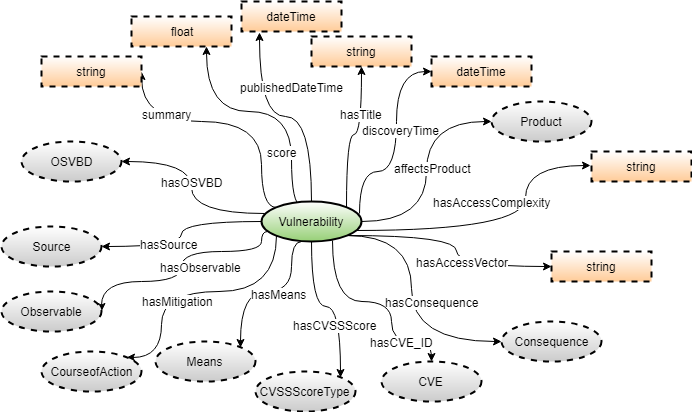 dateTime
float
string
string
dateTime
publishedDateTime
summary
hasTitle
Product
discoveryTime
score
OSVBD
string
affectsProduct
hasOSVBD
hasAccessComplexity
Vulnerability
Source
hasSource
hasAccessVector
string
hasObservable
hasMeans
hasMitigation
hasConsequence
Observable
hasCVSSScore
hasCVE_ID
Consequence
Means
CourseofAction
CVE
CVSSScoreType